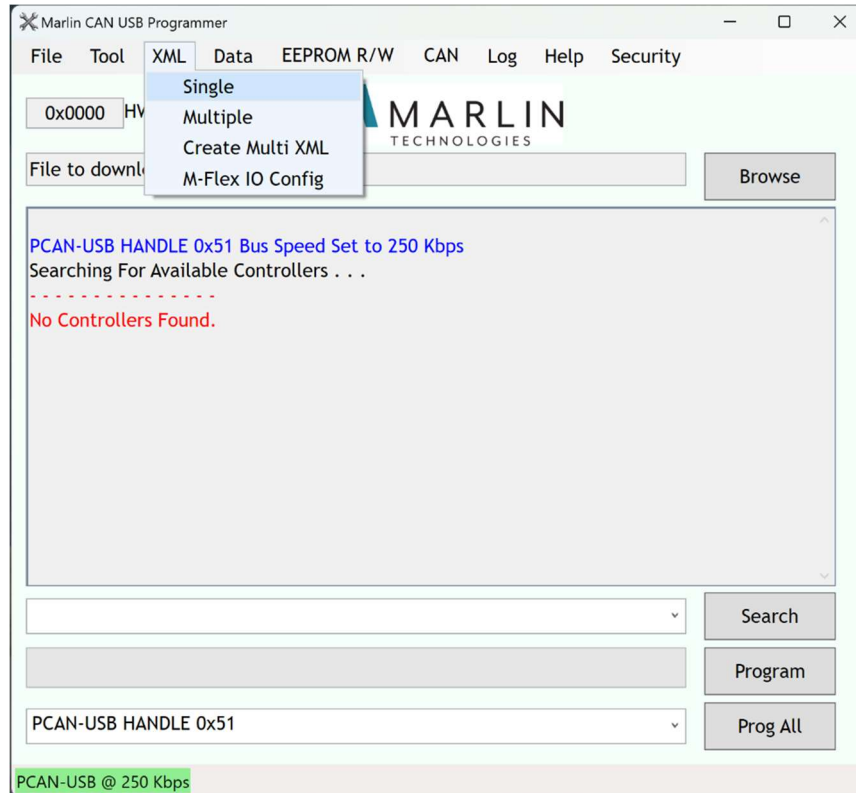 Marlin CAN USB Programmer
File Tool XML Data EEPROM R/W CAN Log Help Security
Single
Multiple
Create Multi XML
M-Flex IO Config
0x0000
MARLIN
TECHNOLOGIES
File to
Browse
PCAN-USB HANDLE 0x51 Bus Speed Set to 250 Kbps
Searching For Available Controllers . . .
- - - - - - - - - - - - - - -
No Controllers Found.
Search
Program
PCAN-USB HANDLE 0x51
Prog All
PCAN-USB @ 250 Kbps